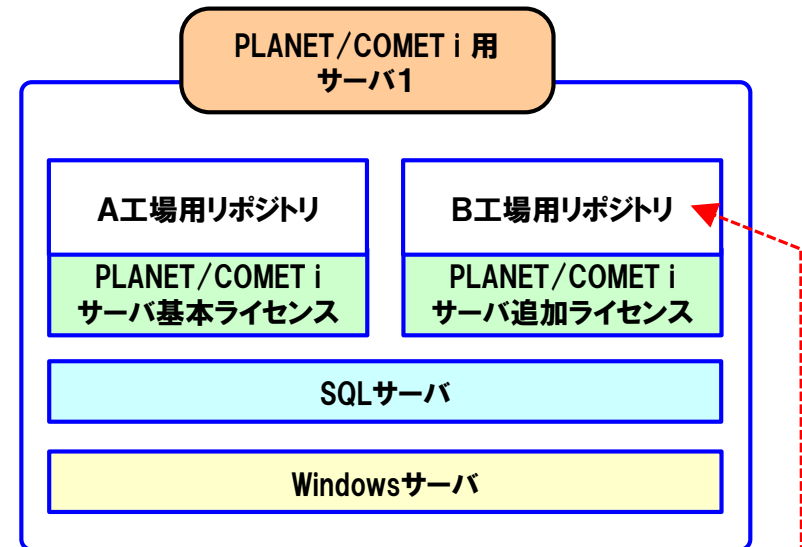 PLANET/COMET i 用
サーバ1
A工場用リポジトリ
B工場用リポジトリ
PLANET/COMET i
サーバ基本ライセンス
PLANET/COMET i
サーバ追加ライセンス
SQLサーバ
Windowsサーバ